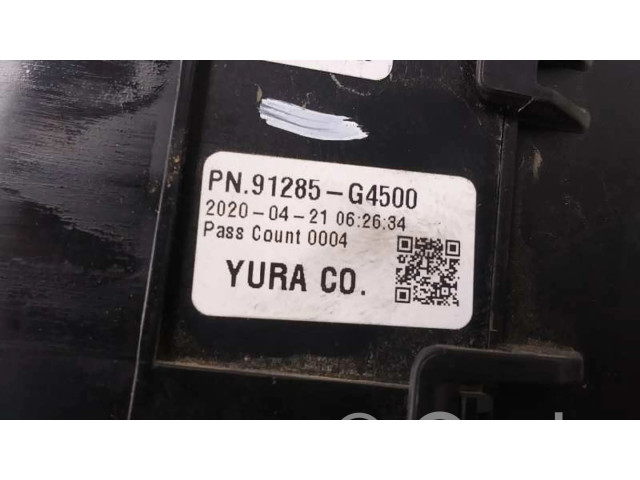 PN.91285-G4500
2020-04-21 06:26:34
Pass Count 0004
YURA CO.